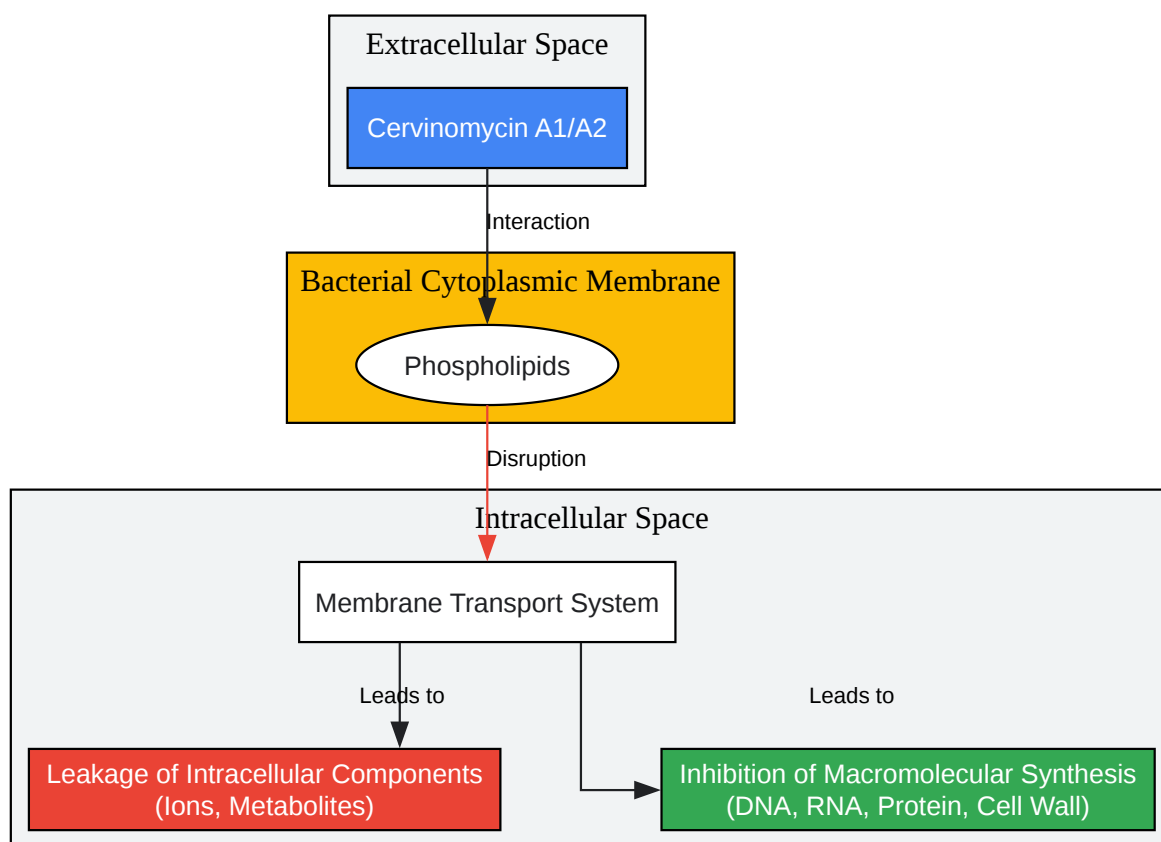 Extracellular Space
Cervinomycin A1/A2
Interaction
Bacterial Cytoplasmic Membrane
Phospholipids
Disruption
Intracellular Space
Membrane Transport System
Leads to
Leads to
Leakage of Intracellular Components
(Ions, Metabolites)
Inhibition of Macromolecular Synthesis
(DNA, RNA, Protein, Cell Wall)